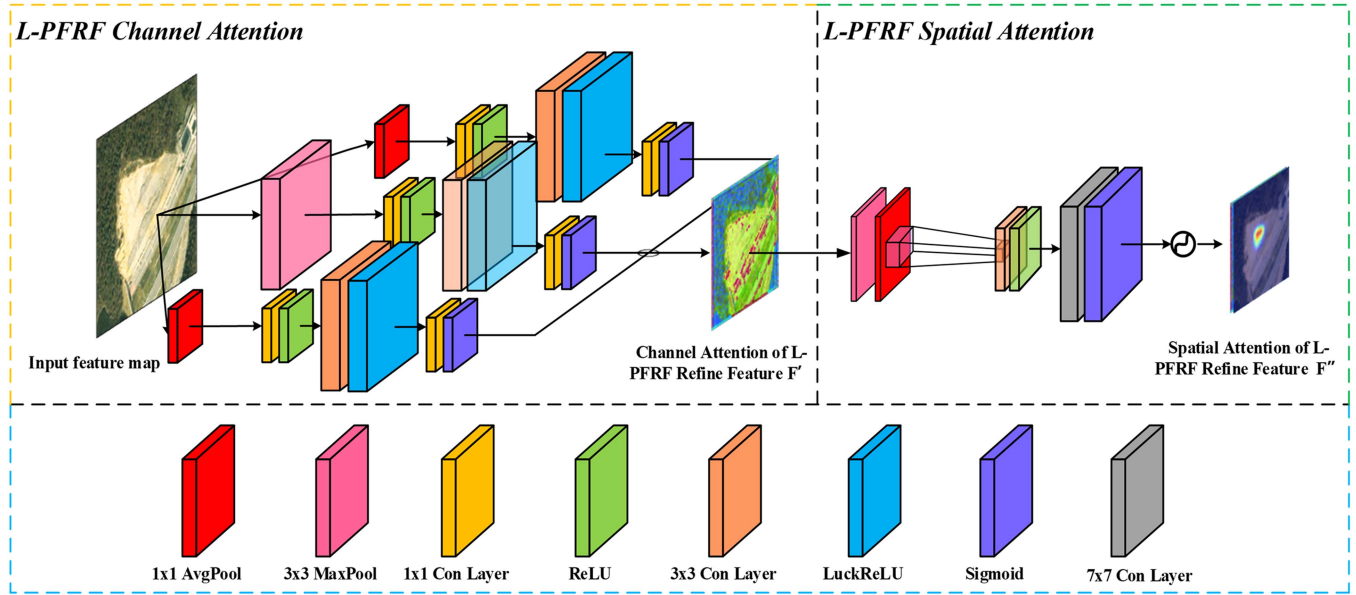 L-PFRF Channel Attention
L-PFRF Spatial Attention
Input feature map
Channel Attention of L-
PFRF Refine Feature F′
Spatial Attention of L-
PFRF Refine Feature F″
1x1 AvgPool
3x3 MaxPool
1x1 Con Layer
ReLU
3x3 Con Layer
LuckReLU
Sigmoid
7x7 Con Layer